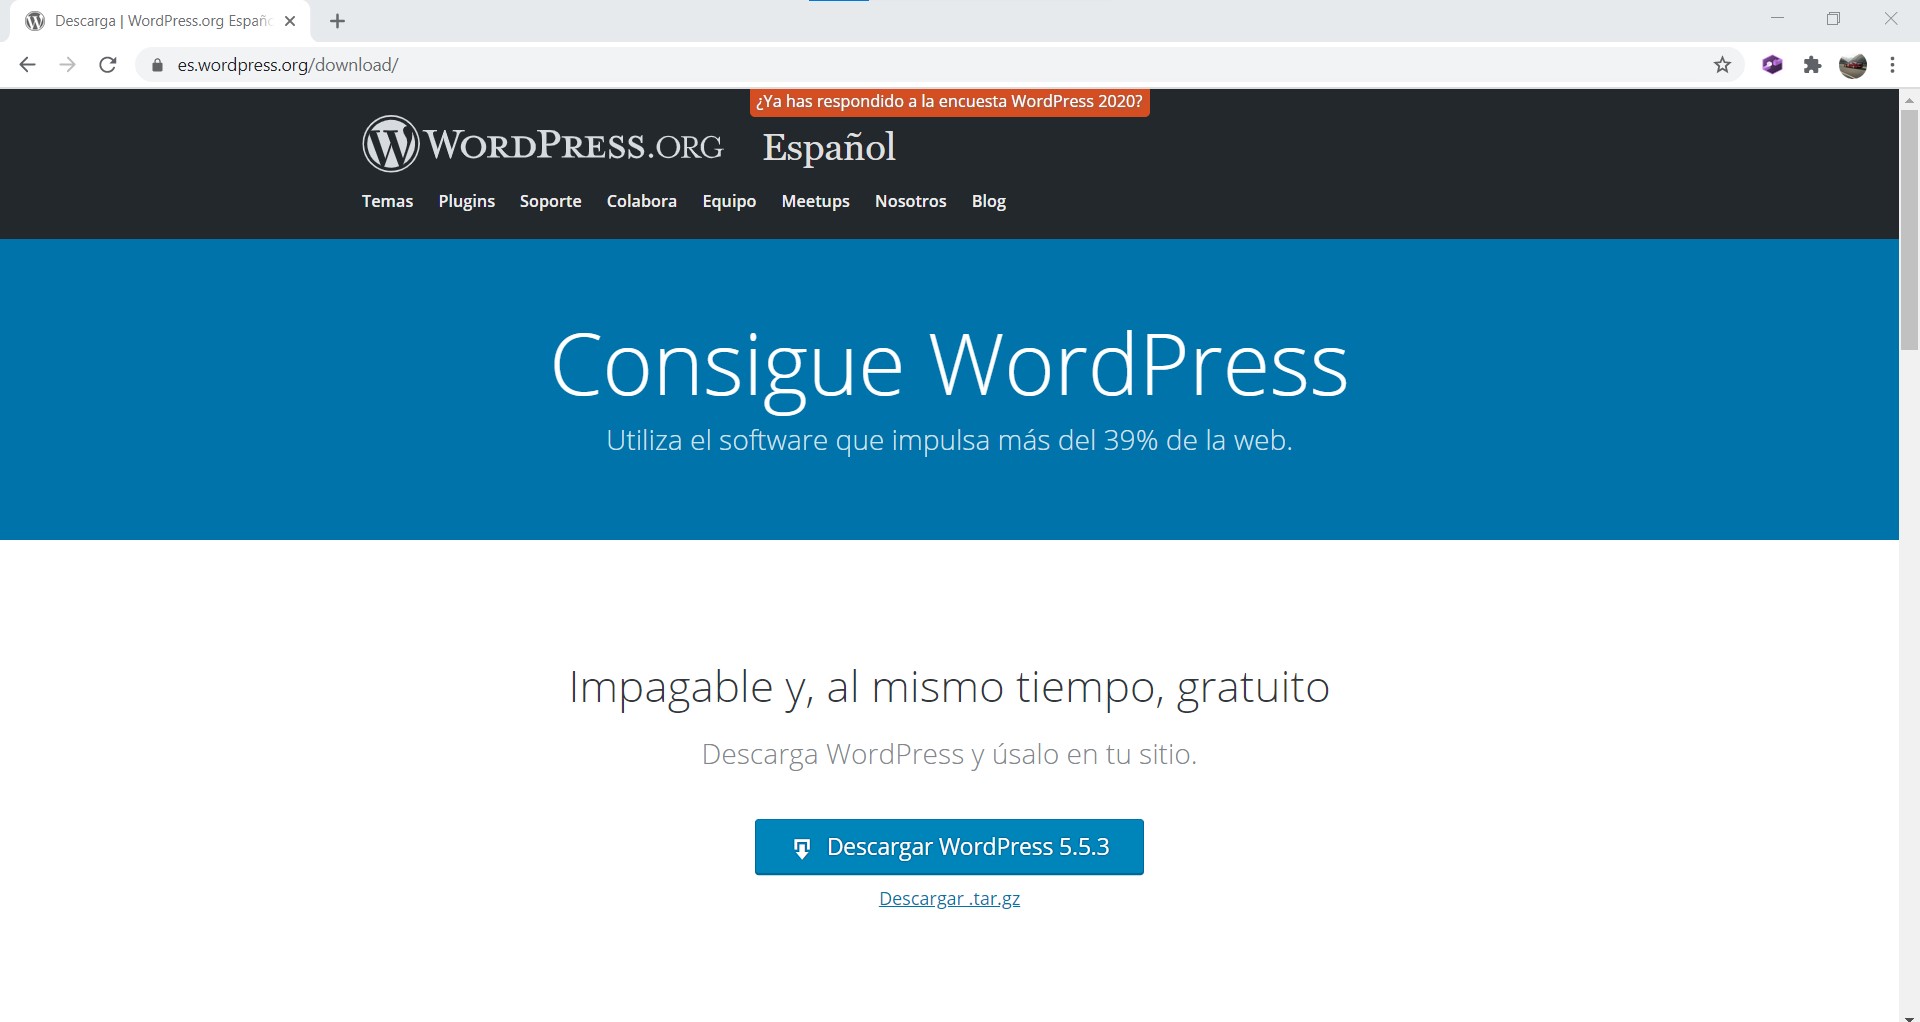 Descarga | WordPress.org Españo
es.wordpress.org/download/
¿Ya has respondido a la encuesta WordPress 2020?
WORDPRESS.ORG
Español
Temas Plugins Soporte Colabora Equipo Meetups Nosotros Blog
Consigue WordPress
Utiliza el software que impulsa más del 39% de la web.
Impagable y, al mismo tiempo, gratuito
Descarga WordPress y úsalo en tu sitio.
Descargar WordPress 5.5.3
Descargar .tar.gz